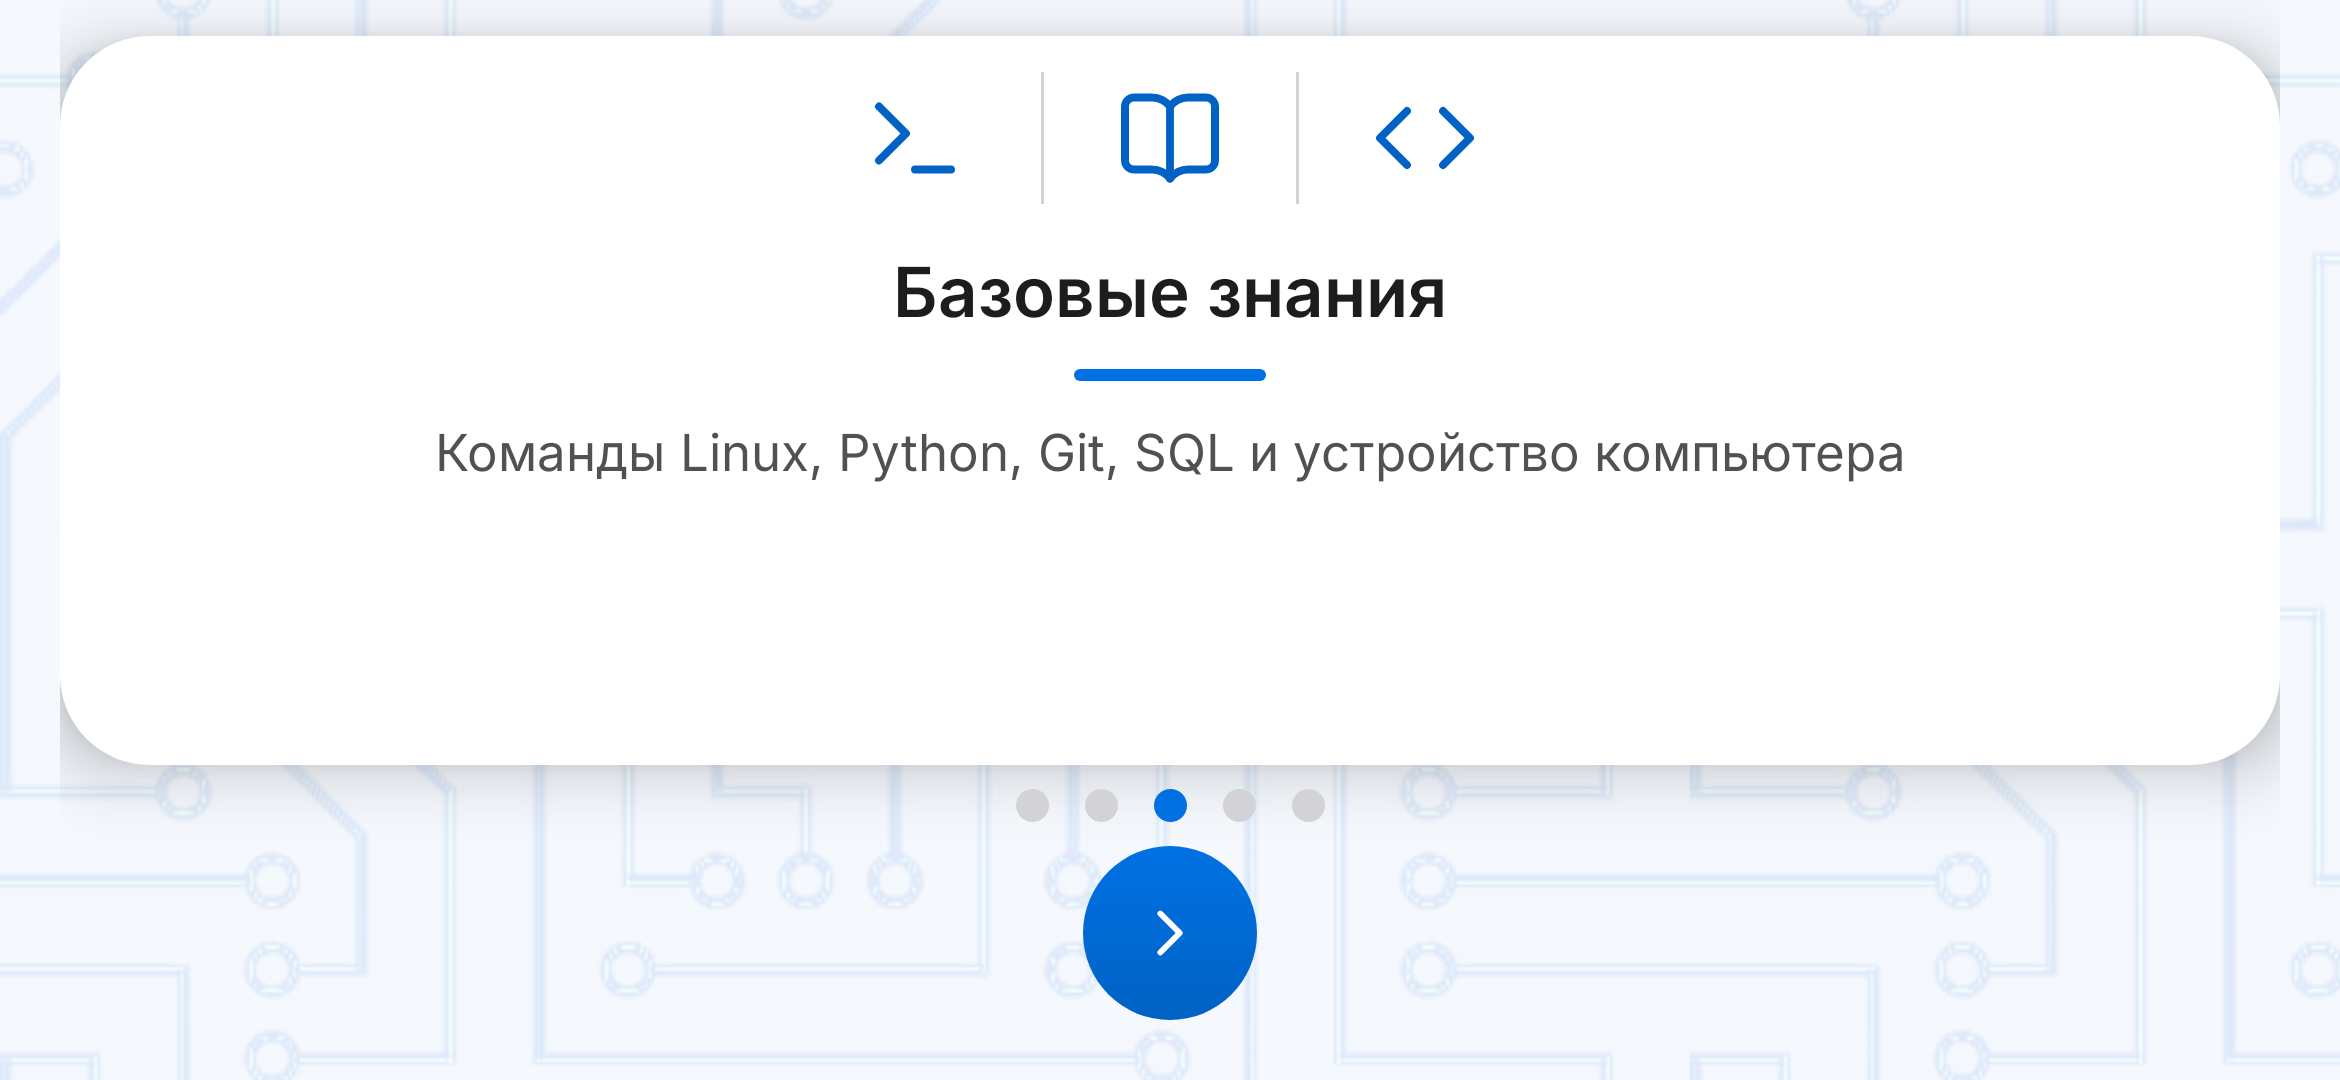 Базовые знания
Команды Linux, Python, Git, SQL и устройство компьютера